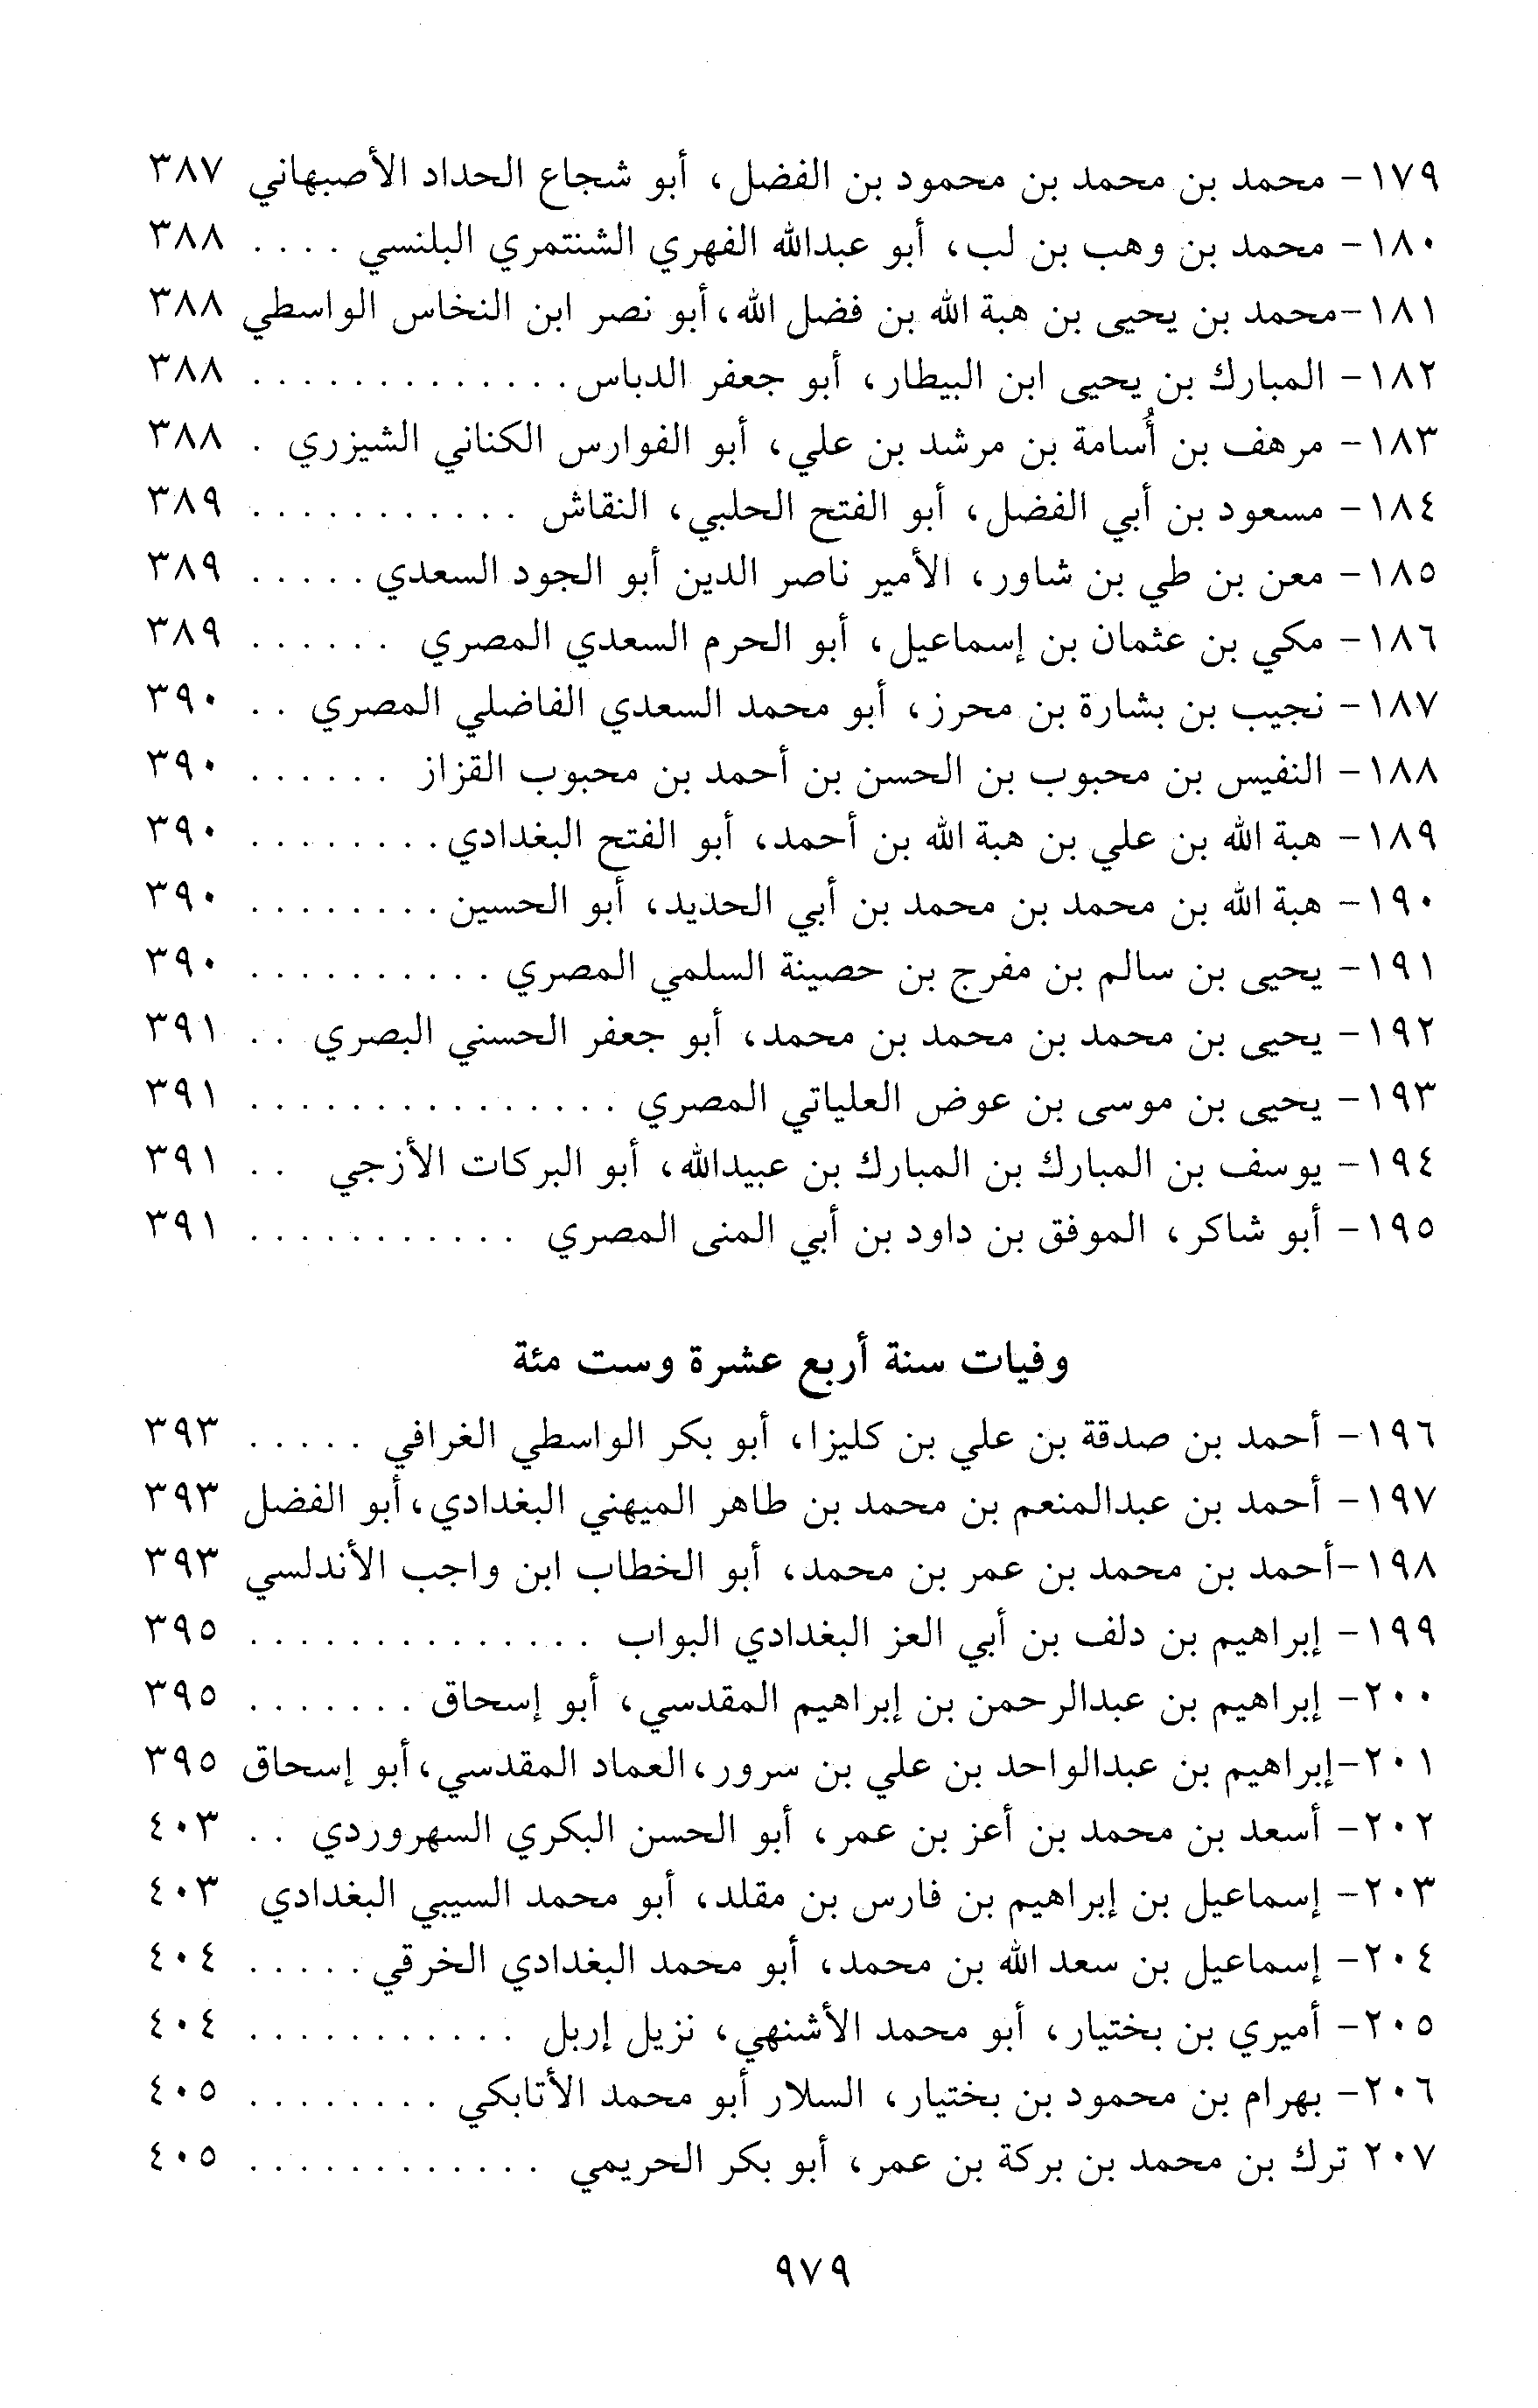 ١٧٩- محمد بن محمد بن محمود بن الفضل، أبو شجاع الحداد الأصبهاني ٣٨٧
١٨٠- محمد بن وهب بن لب، أبو عبدالله الفهري الشنتمري البلنسي . . . . ٣٨٨
١٨١-محمد بن يحيى بن هبة الله بن فضل الله، أبو نصر ابن النخاس الواسطي ٣٨٨
١٨٢- المبارك بن يحيى ابن البيطار، أبو جعفر الدباس. . . . . . . . . . . . . ٣٨٨
١٨٣- مرهف بن أُسامة بن مرشد بن علي، أبو الفوارس الكناني الشيزري . ٣٨٨
١٨٤- مسعود بن أبي الفضل، أبو الفتح الحلبي، النقاش . . . . . . . . . . . ٣٨٩
١٨٥- معن بن طي بن شاور، الأمير ناصر الدين أبو الجود السعدي . . . . . ٣٨٩
١٨٦- مكي بن عثمان بن إسماعيل، أبو الحرم السعدي المصري . . . . . . ٣٨٩
١٨٧- نجيب بن بشارة بن محرز، أبو محمد السعدي الفاضلي المصري . . ٣٩٠
١٨٨- النفيس بن محبوب بن الحسن بن أحمد بن محبوب القزاز . . . . . . ٣٩٠
١٨٩- هبة الله بن علي بن هبة الله بن أحمد، أبو الفتح البغدادي. . . . . . . . ٣٩٠
١٩٠- هبة الله بن محمد بن محمد بن أبي الحديد، أبو الحسين . . . . . . . . ٣٩٠
١٩١- يحيى بن سالم بن مفرج بن حصينة السلمي المصري . . . . . . . . . . ٣٩٠
١٩٢- يحيى بن محمد بن محمد بن محمد، أبو جعفر الحسني البصري . . ٣٩١
١٩٣- يحيى بن موسى بن عوض العلياتي المصري . . . . . . . . . . . . . . . ٣٩١
١٩٤- يوسف بن المبارك بن المبارك بن عبيدالله، أبو البركات الأزجي . . ٣٩١
١٩٥- أبو شاكر، الموفق بن داود بن أبي المنى المصري . . . . . . . . . . . ٣٩١
وفيات سنة أربع عشرة وست مئة
١٩٦- أحمد بن صدقة بن علي بن كليزا، أبو بكر الواسطي الغرافي . . . . . ٣٩٣
١٩٧- أحمد بن عبدالمنعم بن محمد بن طاهر الميهني البغدادي، أبو الفضل ٣٩٣
١٩٨-أحمد بن محمد بن عمر بن محمد، أبو الخطاب ابن واجب الأندلسي ٣٩٣
١٩٩- إبراهيم بن دلف بن أبي العز البغدادي البواب . . . . . . . . . . . . . . ٣٩٥
٢٠٠- إبراهيم بن عبدالرحمن بن إبراهيم المقدسي، أبو إسحاق . . . . . . . ٣٩٥
٢٠١-إبراهيم بن عبدالواحد بن علي بن سرور، العماد المقدسي، أبو إسحاق ٣٩٥
٢٠٢- أسعد بن محمد بن أعز بن عمر، أبو الحسن البكري السهروردي . . ٤٠٣
٢٠٣- إسماعيل بن إبراهيم بن فارس بن مقلد، أبو محمد السيبي البغدادي ٤٠٣
٢٠٤- إسماعيل بن سعد الله بن محمد، أبو محمد البغدادي الخرقي . . . . . ٤٠٤
٢٠٥- أميري بن بختيار، أبو محمد الأشنهي، نزيل إربل . . . . . . . . . . . ٤٠٤
٢٠٦- بهرام بن محمود بن بختيار، السلار أبو محمد الأتابكي . . . . . . . . ٤٠٥
٢٠٧ ترك بن محمد بن بركة بن عمر، أبو بكر الحريمي . . . . . . . . . . . . ٤٠٥
٩٧٩